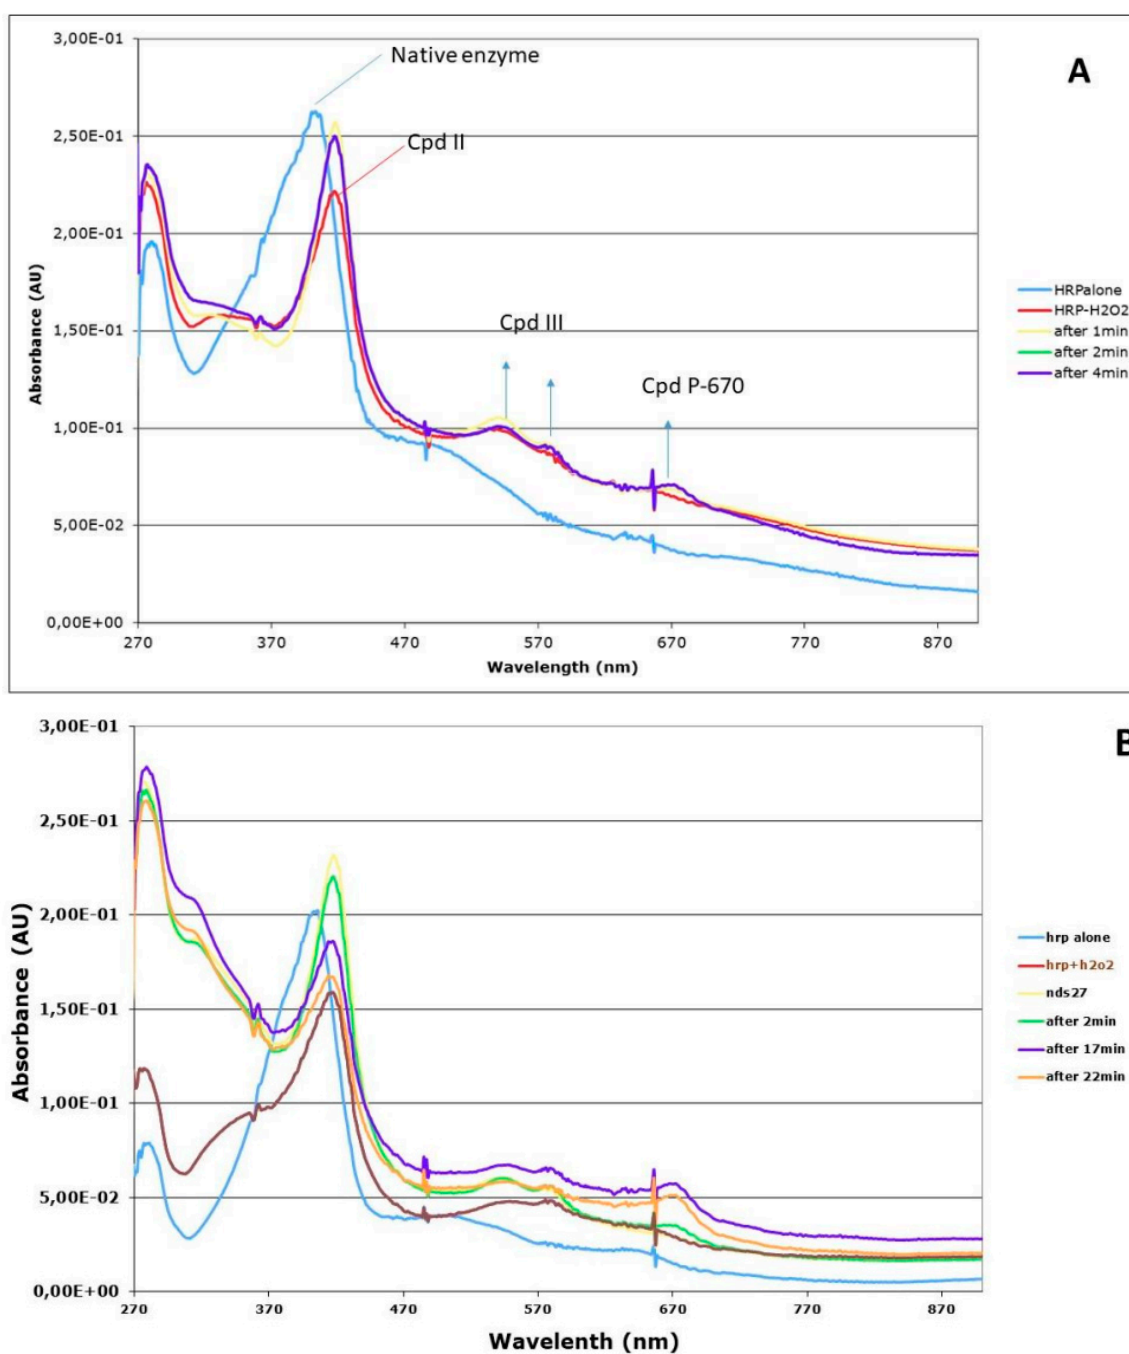 A
3,00E-01
Native enzyme
2,50E-01
Cpd II
2,00E-01
HRPalone
HRP-H2O2
after 1min
after 2min
after 4min
1,50E-01
Cpd III
Cpd P-670
1,00E-01
5,00E-02
0,00E+00
270 370 470 570 670 770 870
Absorbance (AU)
Wavelength (nm)
B
3,00E-01
2,50E-01
2,00E-01
hrp alone
hrp+h2o2
nds27
after 2min
after 17min
after 22min
1,50E-01
1,00E-01
5,00E-02
0,00E+00
270 370 470 570 670 770 870
Absorbance (AU)
Wavelenth (nm)